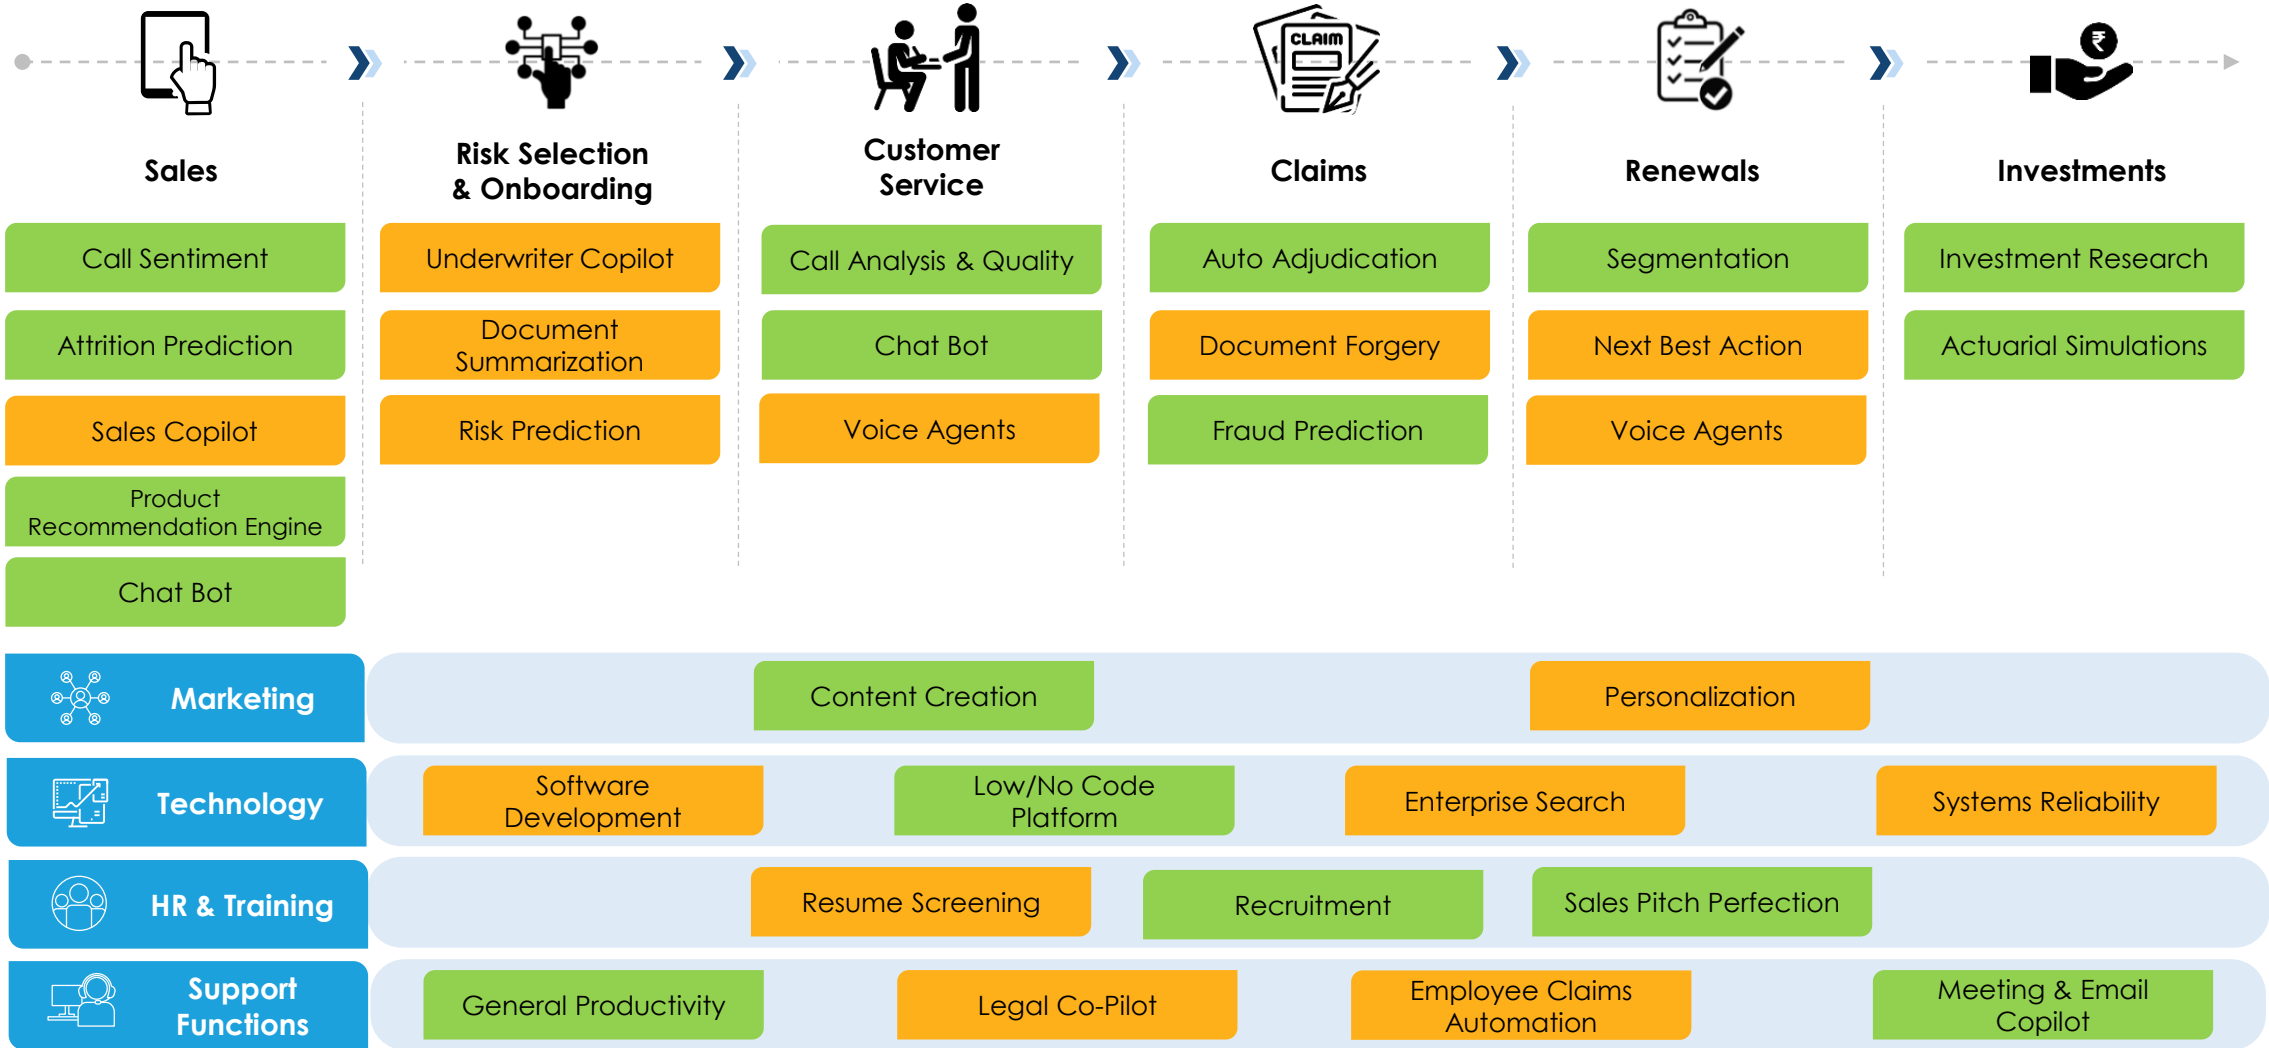 CLAIM
₹
Sales
Risk Selection
& Onboarding
Customer
Service
Claims
Renewals
Investments
Call Sentiment
Attrition Prediction
Sales Copilot
Product
Recommendation Engine
Chat Bot
Underwriter Copilot
Document
Summarization
Risk Prediction
Call Analysis & Quality
Chat Bot
Voice Agents
Auto Adjudication
Document Forgery
Fraud Prediction
Segmentation
Next Best Action
Voice Agents
Investment Research
Actuarial Simulations
Marketing
Content Creation
Personalization
Technology
Software
Development
Low/No Code
Platform
Enterprise Search
Systems Reliability
HR & Training
Resume Screening
Recruitment
Sales Pitch Perfection
Support
Functions
General Productivity
Legal Co-Pilot
Employee Claims
Automation
Meeting & Email
Copilot